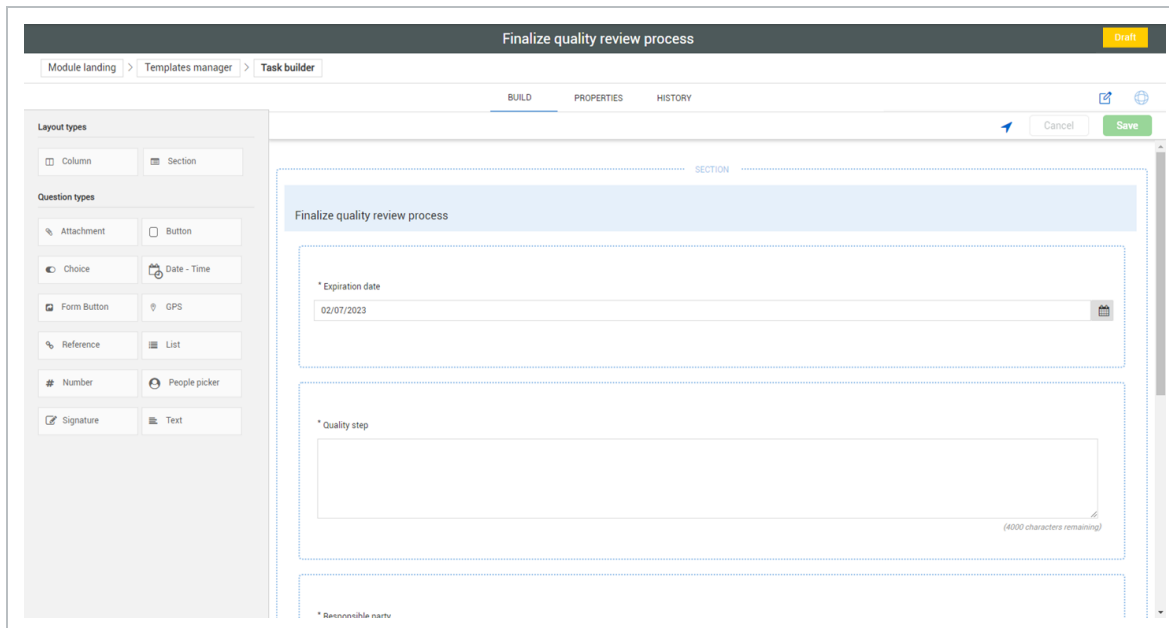 Finalize quality review process
Draft
Module landing > Templates manager > Task builder
BUILD PROPERTIES HISTORY
Cancel Save
Layout types
Column Section
Question types
Attachment Button
Choice Date - Time
Form Button GPS
Reference List
# Number People picker
Signature Text
SECTION
Finalize quality review process
* Expiration date
02/07/2023
* Quality step
(4000 characters remaining)
* Responsible party